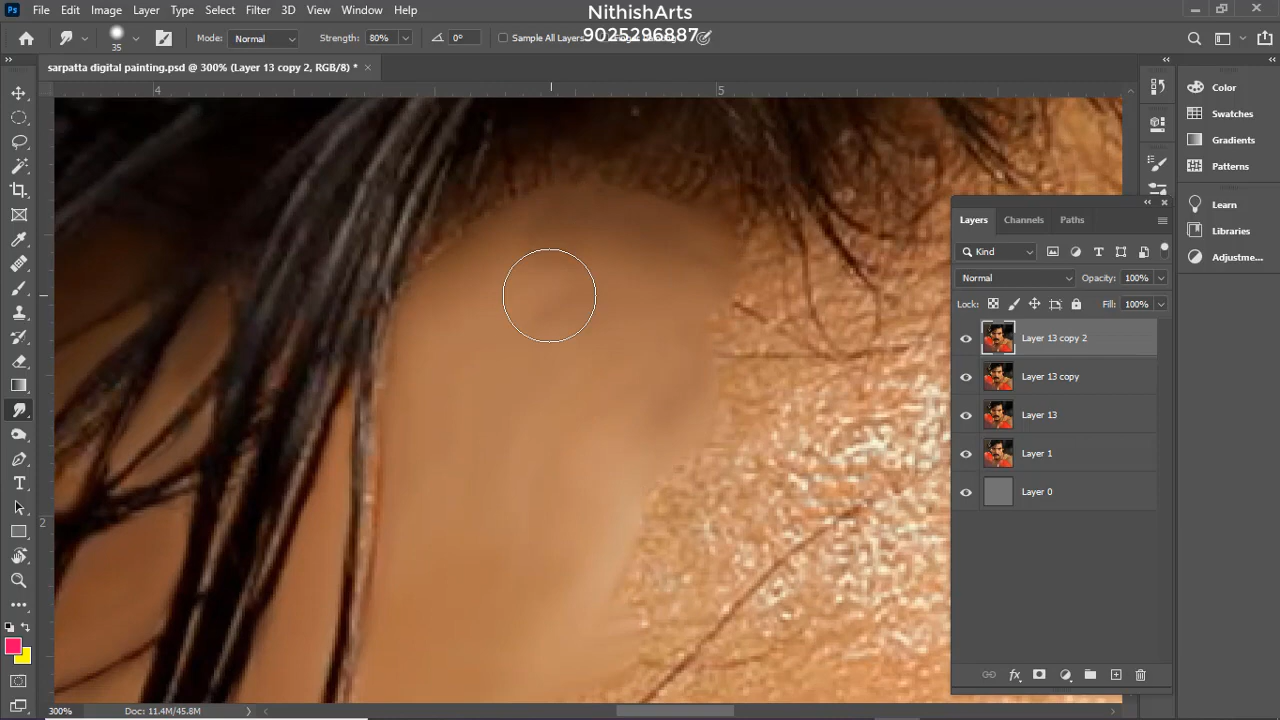 NithishArts
File Edit Image Layer Type Select Filter 3D View Window Help
9025296887
35
Mode: Normal Strength: 80% 0° Sample All Layers
sarpatta digital painting.psd @ 300% (Layer 13 copy 2, RGB/8) *
4 5
2
Color
Swatches
Gradients
Patterns
Learn
Libraries
Adjustme...
Layers Channels Paths
Kind
Normal Opacity: 100%
Lock: Fill: 100%
Layer 13 copy 2
Layer 13 copy
Layer 13
Layer 1
Layer 0
fx
300% Doc: 11.4M/45.8M